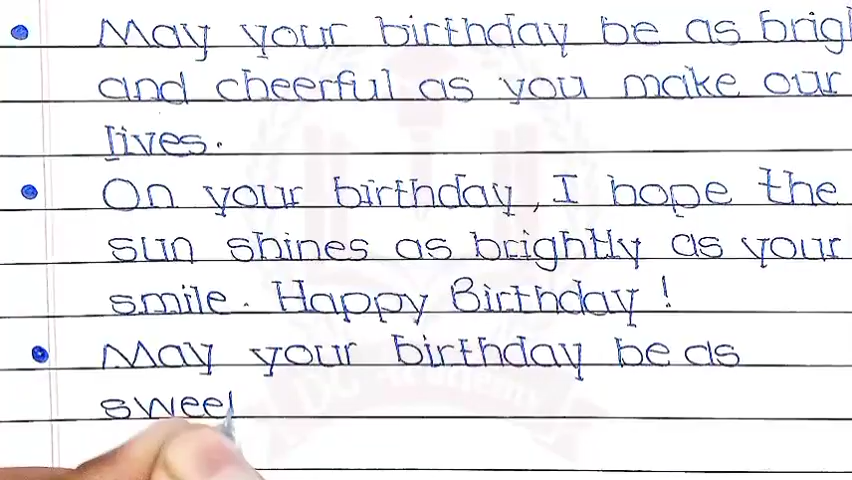 • May your birthday be as brigh
and cheerful as you make our
lives.
• On your birthday, I hope the
sun shines as brightly as your
smile. Happy Birthday!
• May your birthday be as
sweet